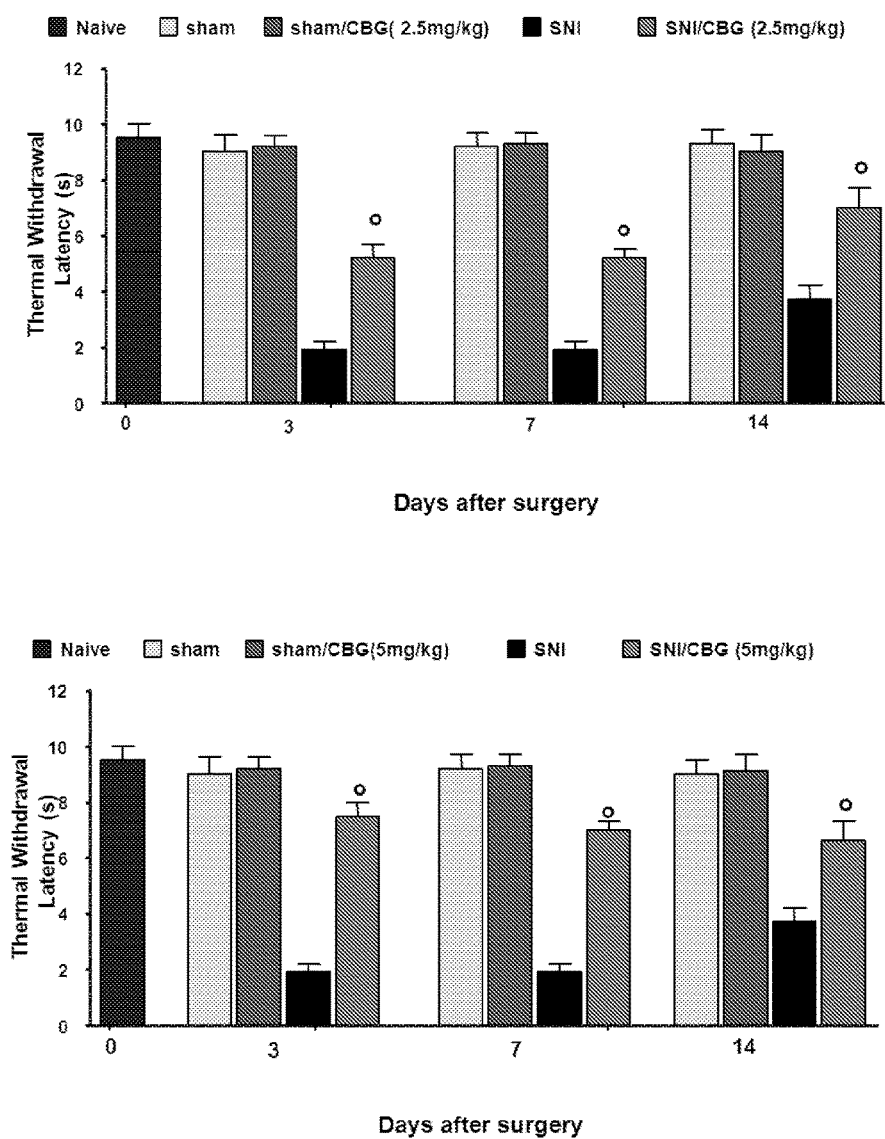 Naive sham sham/CBG( 2.5mg/kg) SNI SNI/CBG (2.5mg/kg)
12
10
8
6
4
2
0
Thermal Withdrawal
Latency (s)
0 3 7 14
Days after surgery
Naive sham sham/CBG(5mg/kg) SNI SNI/CBG (5mg/kg)
12
10
8
6
4
2
0
Thermal Withdrawal
Latency (s)
0 3 7 14
Days after surgery